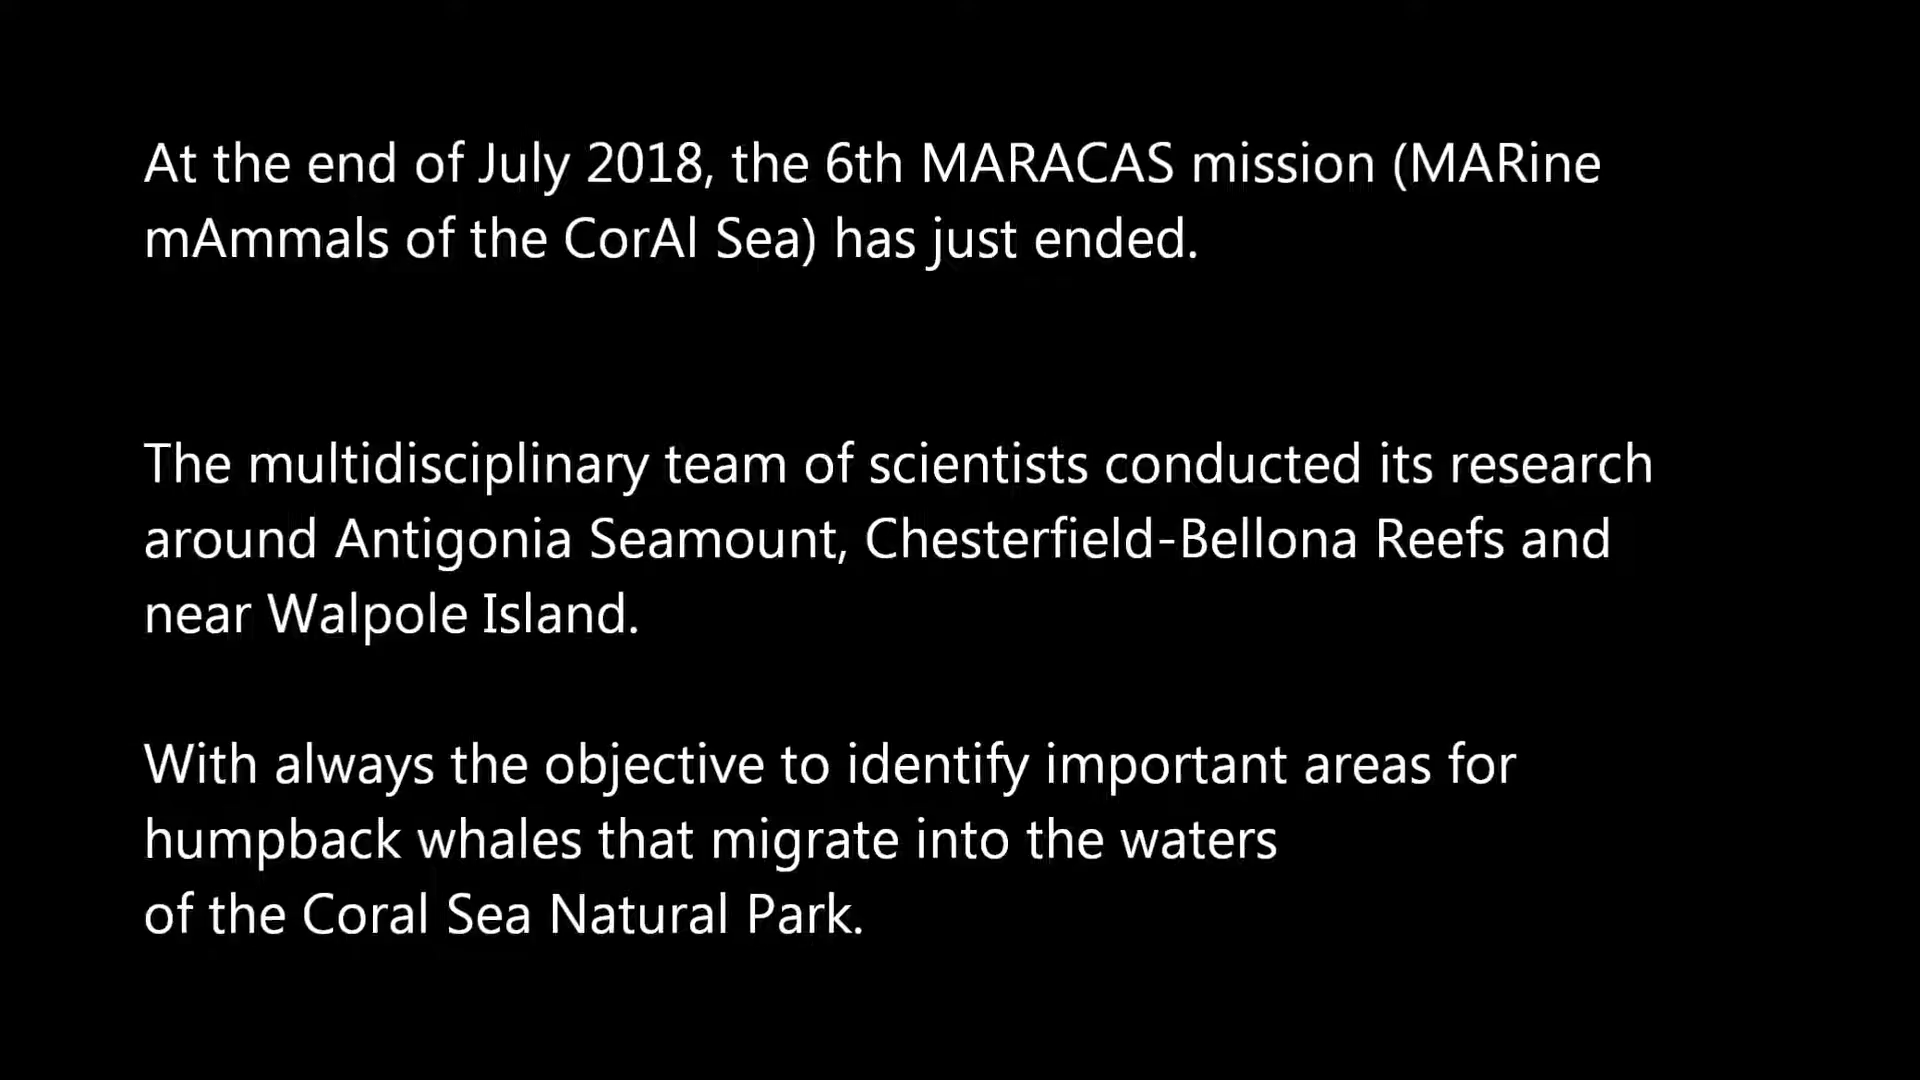 At the end of July 2018, the 6th MARACAS mission (MARine
mAmmals of the CorAl Sea) has just ended.
The multidisciplinary team of scientists conducted its research
around Antigonia Seamount, Chesterfield-Bellona Reefs and
near Walpole Island.
With always the objective to identify important areas for
humpback whales that migrate into the waters
of the Coral Sea Natural Park.